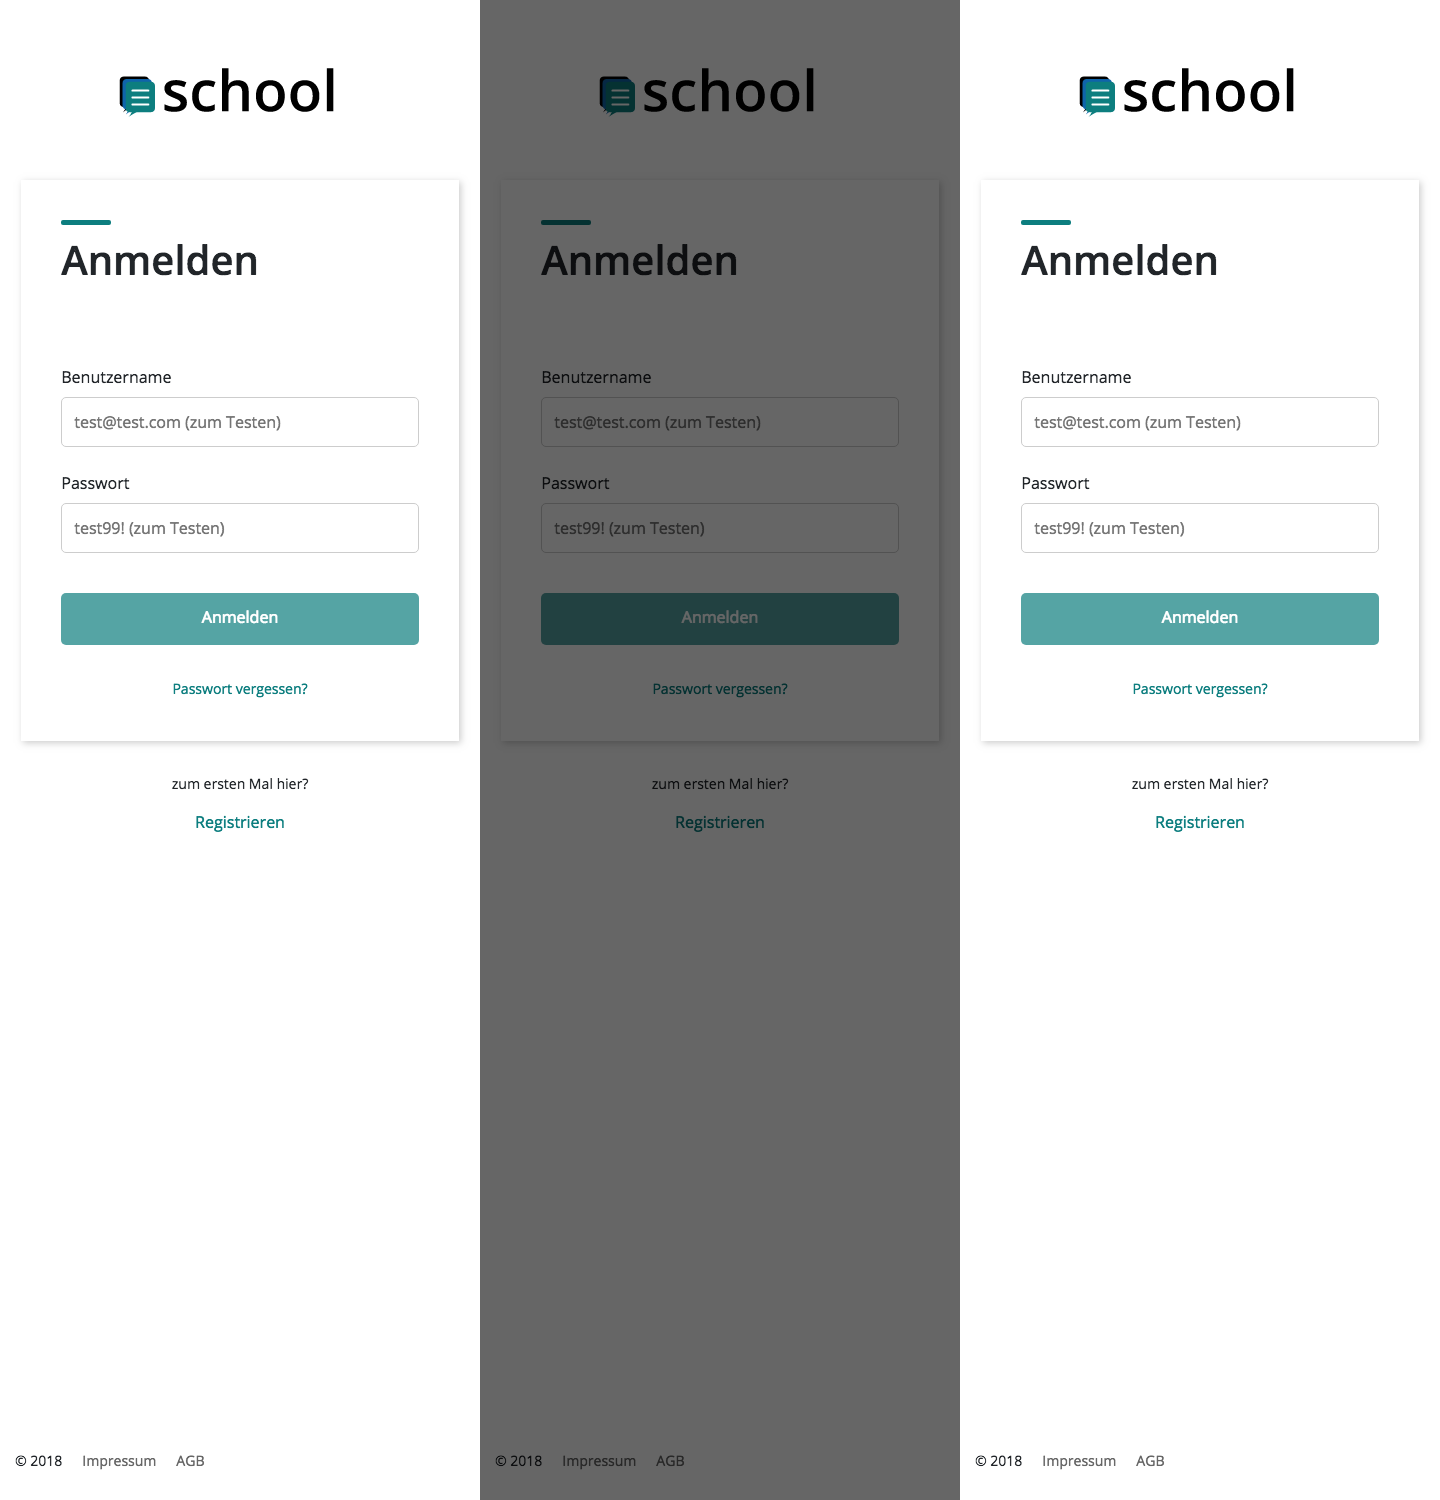 school
Anmelden
Benutzername
test@test.com (zum Testen)
Passwort
test99! (zum Testen)
Anmelden
Passwort vergessen?
zum ersten Mal hier?
Registrieren
© 2018 Impressum AGB
school
Anmelden
Benutzername
test@test.com (zum Testen)
Passwort
test99! (zum Testen)
Anmelden
Passwort vergessen?
zum ersten Mal hier?
Registrieren
© 2018 Impressum AGB
school
Anmelden
Benutzername
test@test.com (zum Testen)
Passwort
test99! (zum Testen)
Anmelden
Passwort vergessen?
zum ersten Mal hier?
Registrieren
© 2018 Impressum AGB